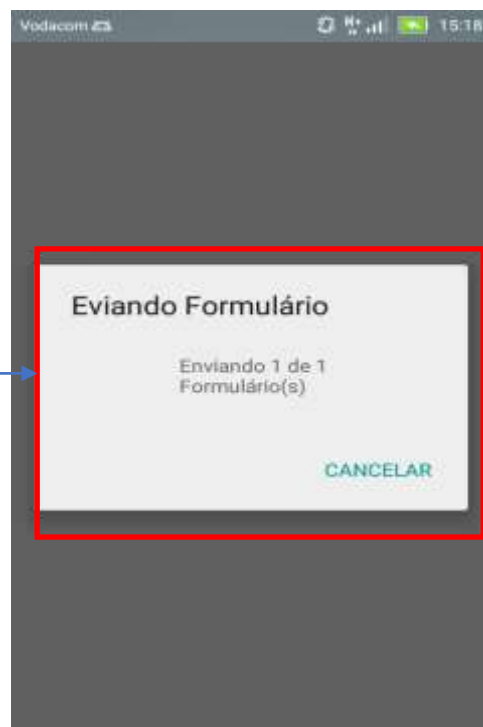 Vodacom 15:18
Eviando Formulário
Enviando 1 de 1
Formulário(s)
CANCELAR